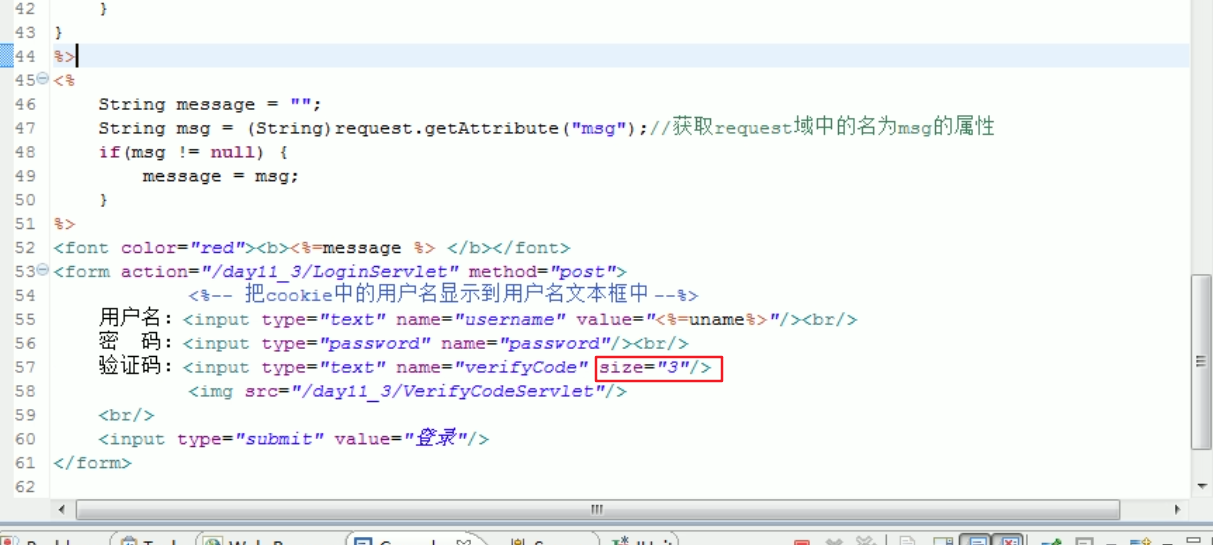 42 }
43 }
44 %>
45 <%
46 String message = "";
47 String msg = (String)request.getAttribute("msg");//获取request域中的名为msg的属性
48 if(msg != null) {
49 message = msg;
50 }
51 %>
52 <font color="red"><b><%=message %> </b></font>
53 <form action="/day11_3/LoginServlet" method="post">
54 <%-- 把cookie中的用户名显示到用户名文本框中 --%>
55 用户名：<input type="text" name="username" value="<%=uname%>"/><br/>
56 密　码：<input type="password" name="password"/><br/>
57 验证码：<input type="text" name="verifyCode" size="3"/>
58 <img src="/day11_3/VerifyCodeServlet"/>
59 <br/>
60 <input type="submit" value="登录"/>
61 </form>
62